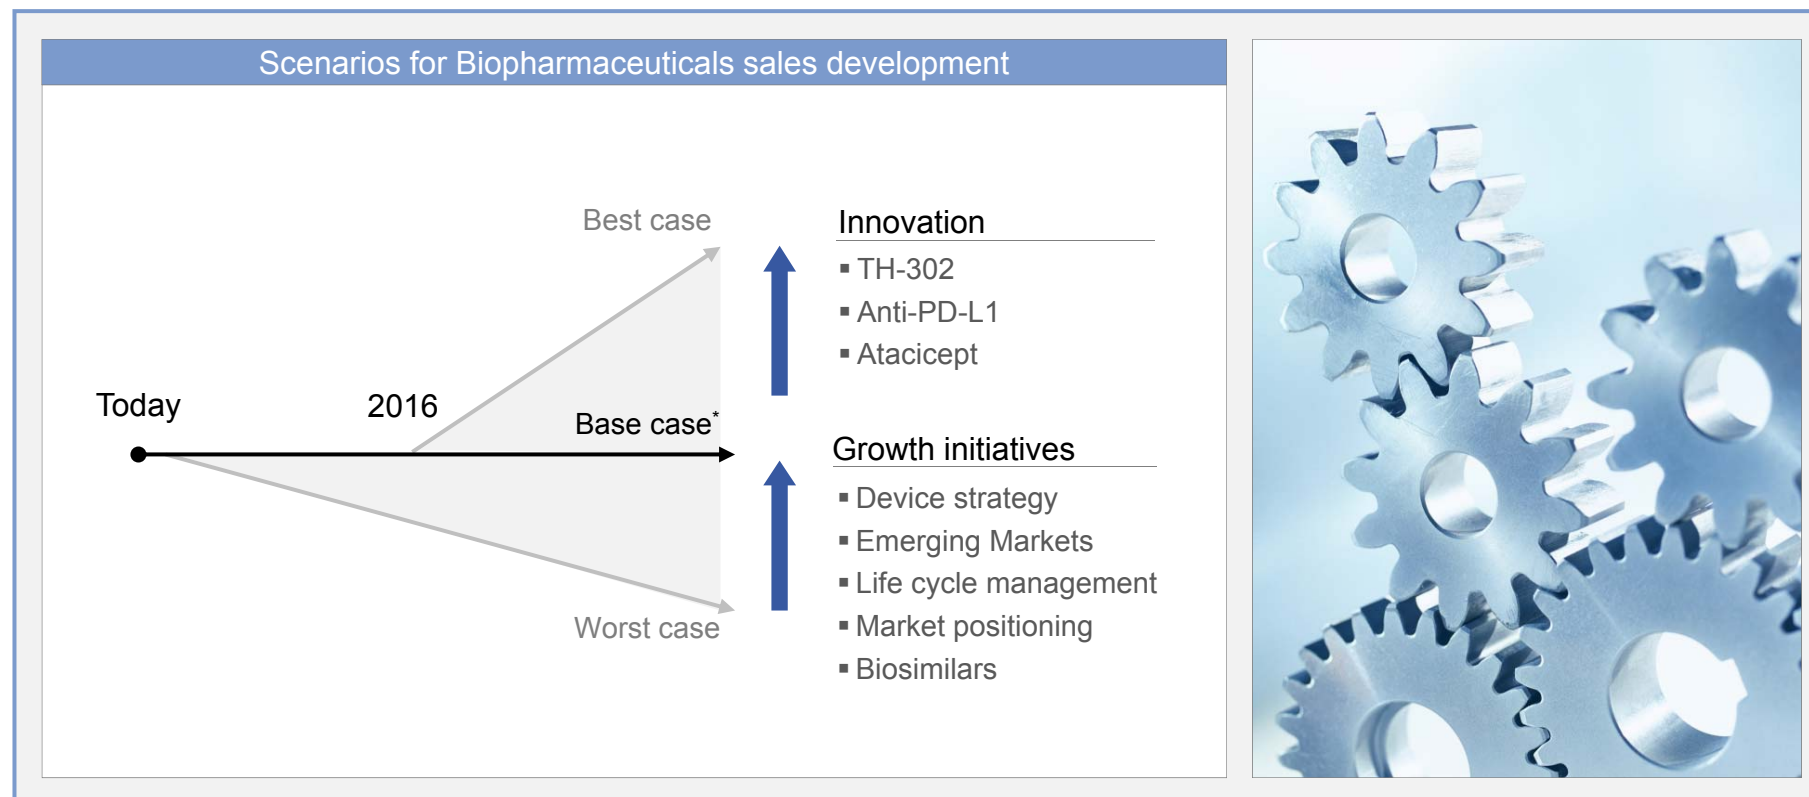 Scenarios for Biopharmaceuticals sales development
Best case
Today
2016
Base case*
Worst case
Innovation
▪ TH-302
▪ Anti-PD-L1
▪ Atacicept
Growth initiatives
▪ Device strategy
▪ Emerging Markets
▪ Life cycle management
▪ Market positioning
▪ Biosimilars